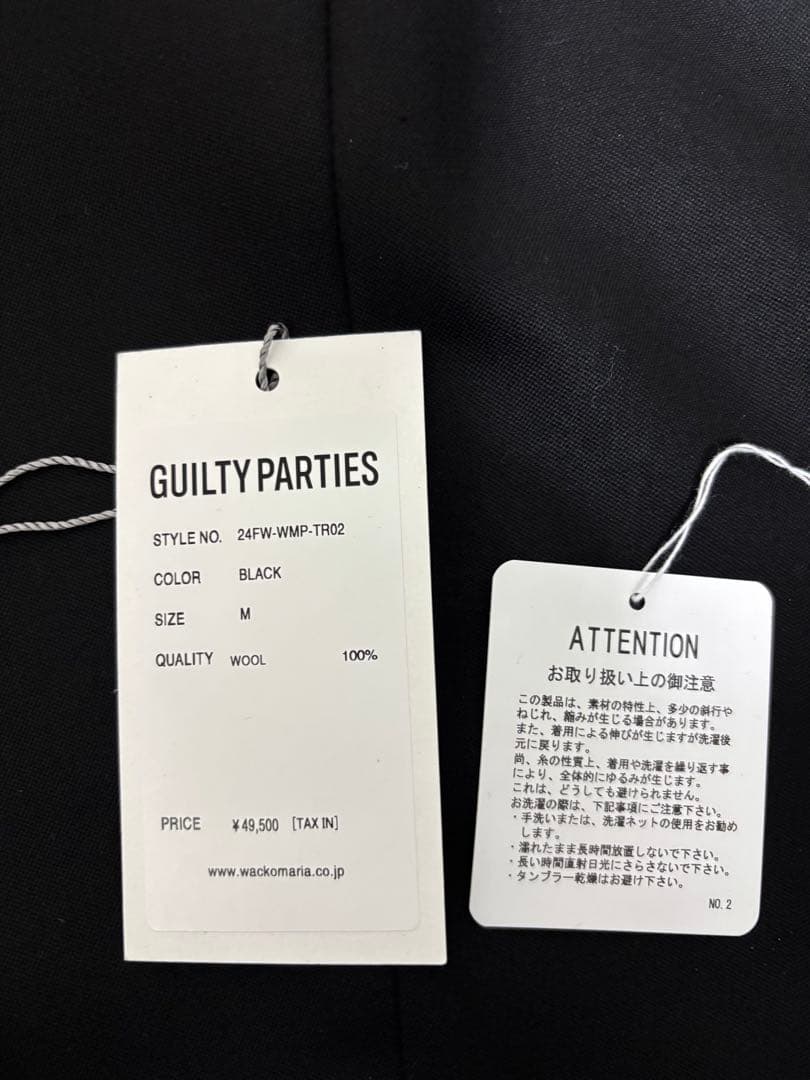 GUILTY PARTIES
STYLE NO. 24FW-WMP-TR02
COLOR BLACK
SIZE M
QUALITY WOOL 100%
PRICE ¥49,500 [TAX IN]
www.wackomaria.co.jp
ATTENTION
お取り扱い上の御注意
この製品は、素材の特性上、多少の斜行や
ねじれ、縮みが生じる場合があります。
また、着用による伸びが生じますが洗濯後
元に戻ります。
尚、糸の性質上、着用や洗濯を繰り返す事
により、全体的にゆるみが生じます。
これは、どうしても避けられません。
お洗濯の際は、下記事項にご注意下さい。
・手洗いまたは、洗濯ネットの使用をお勧め
します。
・濡れたまま長時間放置しないで下さい。
・長い時間直射日光にさらさないで下さい。
・タンブラー乾燥はお避け下さい。
NO.2